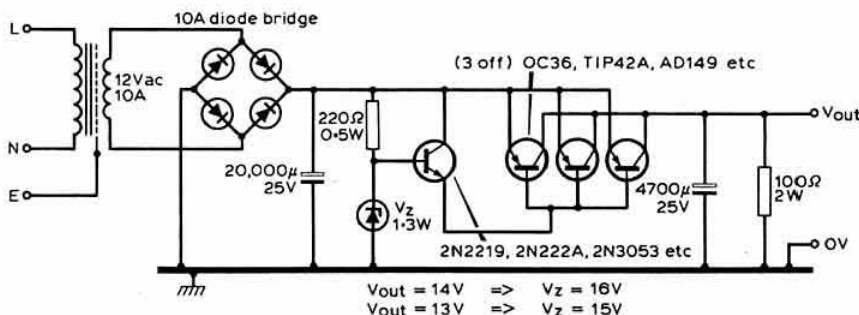 10A diode bridge
L
N
E
12Vac
10A
20,000μ
25V
220Ω
0·5W
Vz
1·3W
(3 off) OC36, TIP42A, AD149 etc
2N2219, 2N222A, 2N3053 etc
4700μ
25V
100Ω
2W
Vout
0V
Vout = 14V => Vz = 16V
Vout = 13V => Vz = 15V